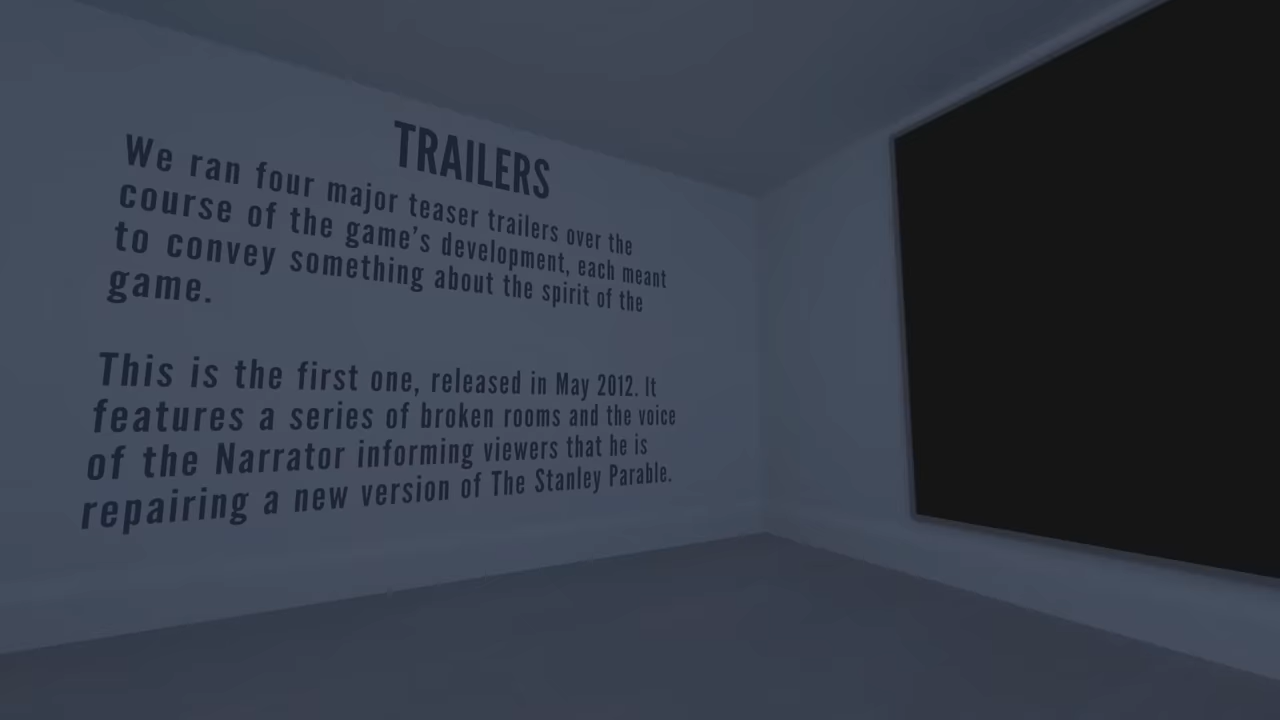 TRAILERS
We ran four major teaser trailers over the
course of the game's development, each meant
to convey something about the spirit of the
game.
This is the first one, released in May 2012. It
features a series of broken rooms and the voice
of the Narrator informing viewers that he is
repairing a new version of The Stanley Parable.